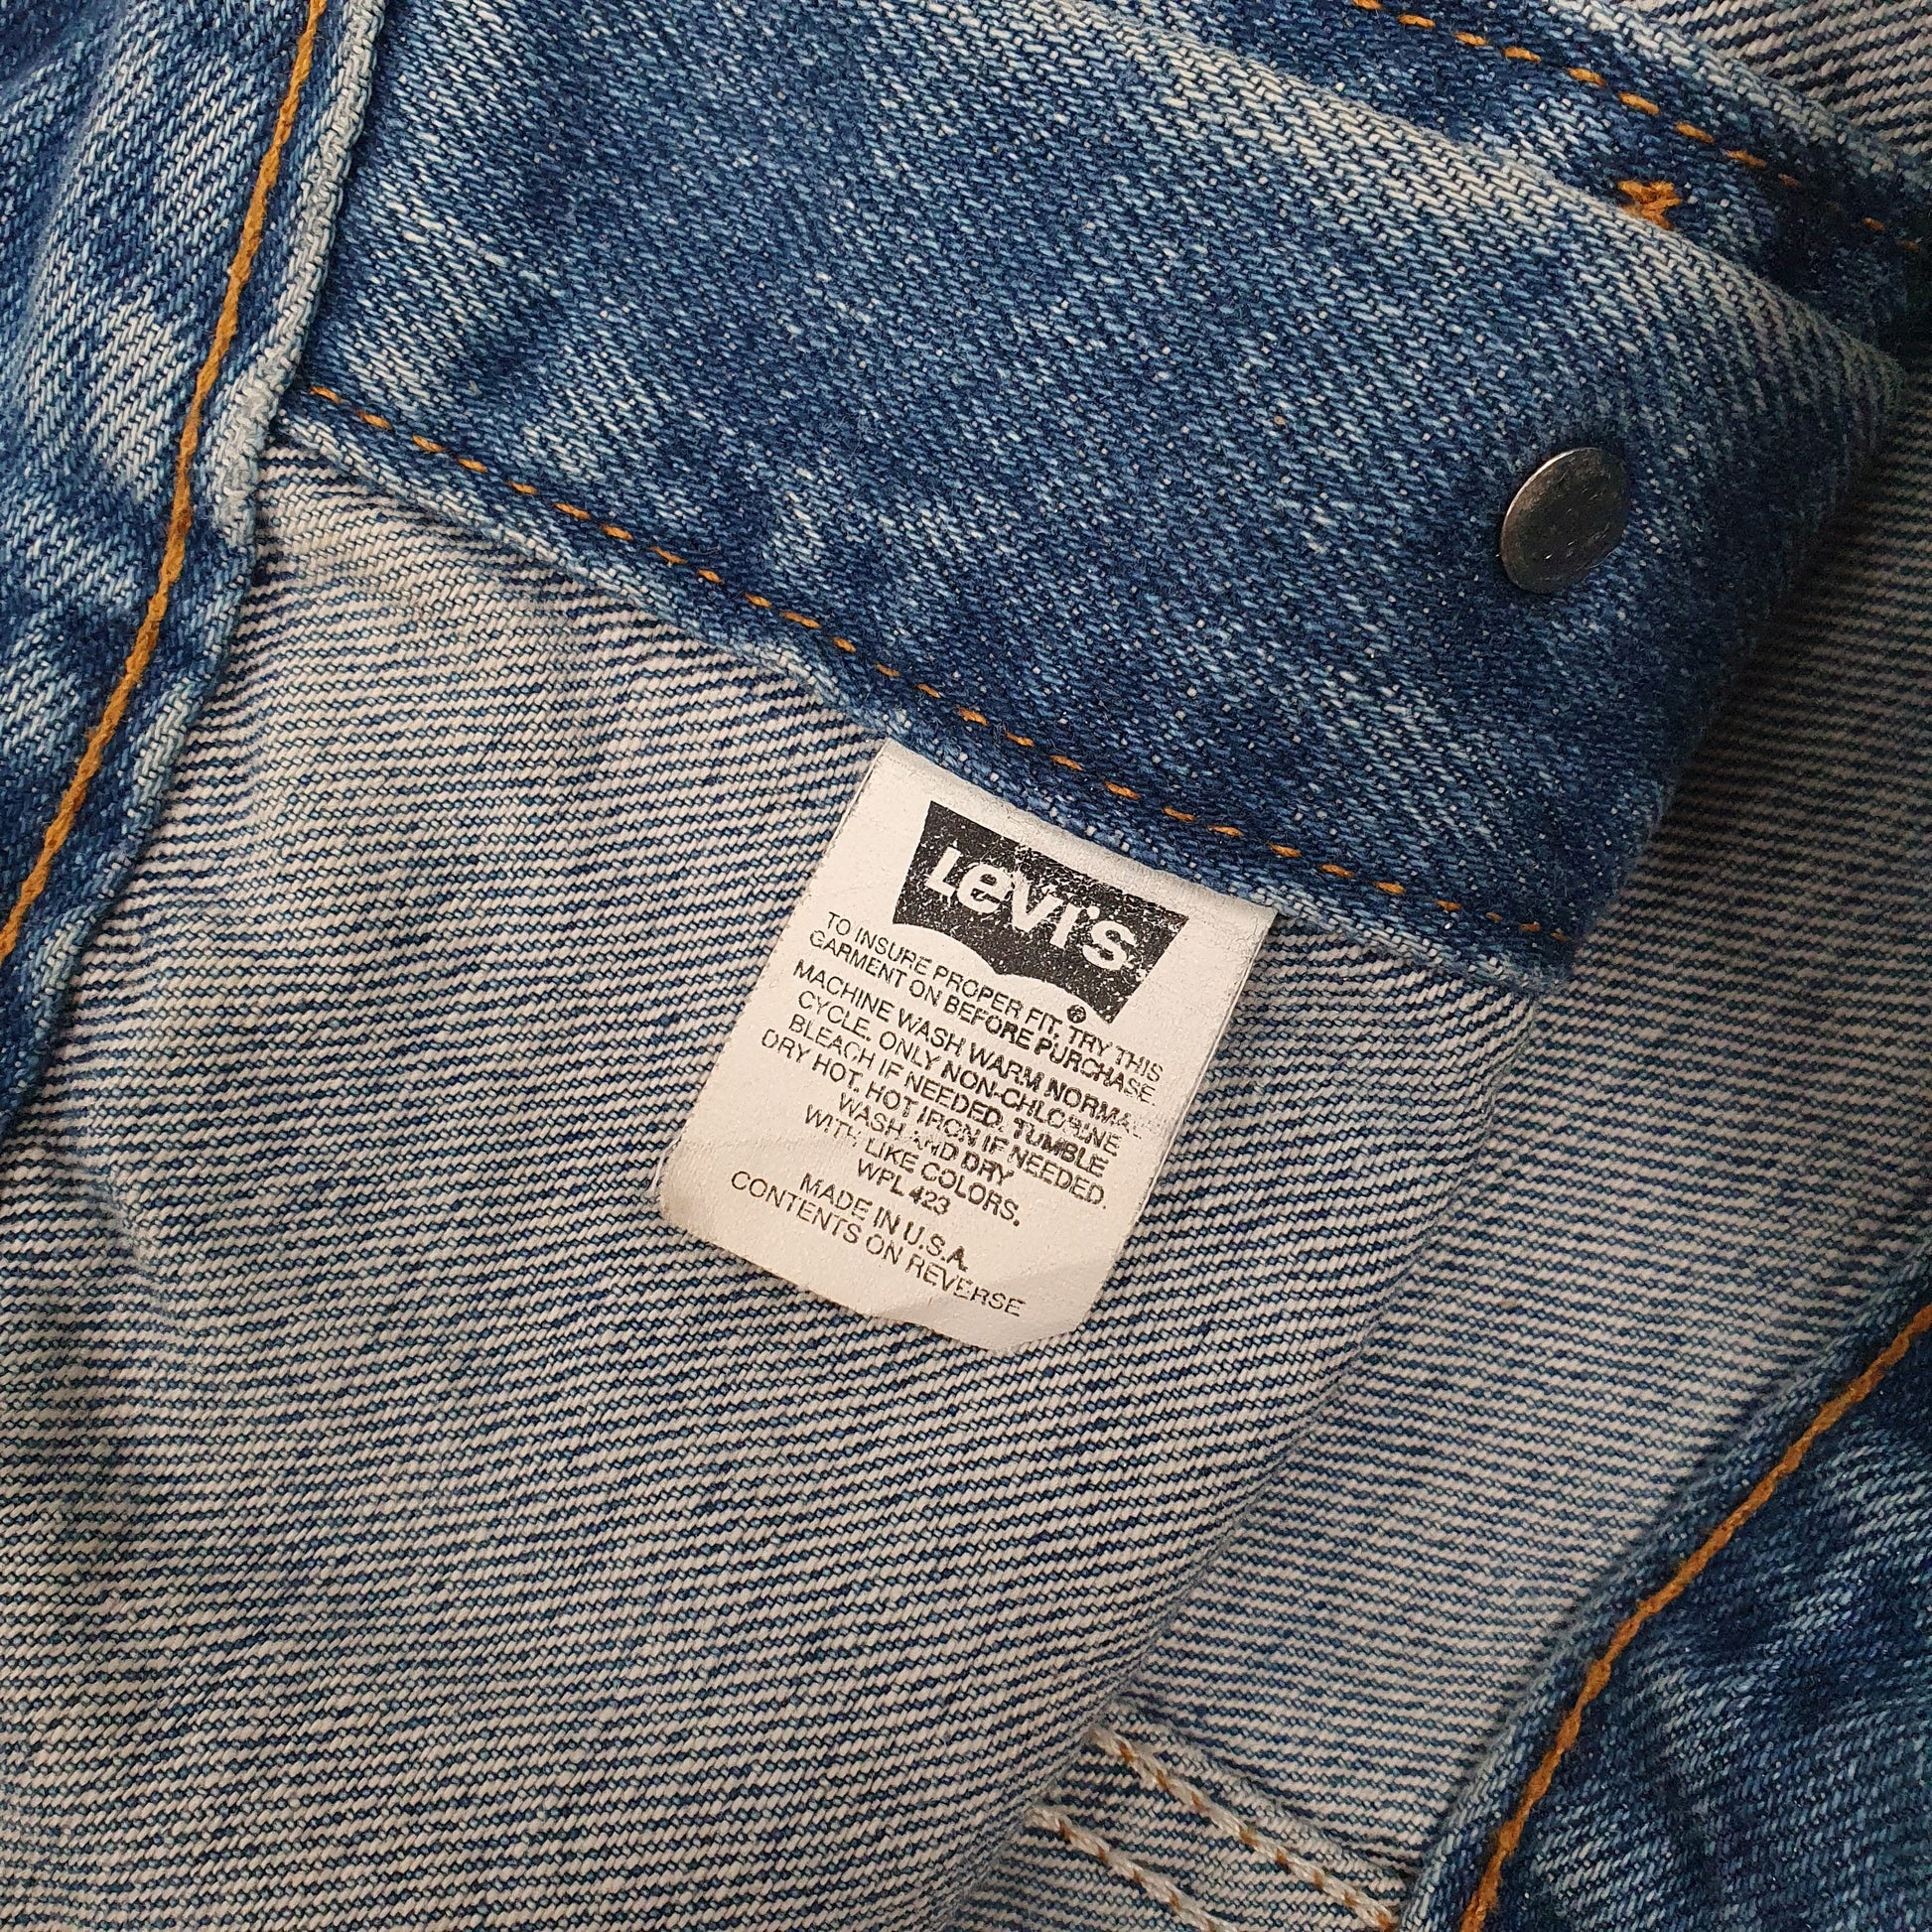 Levi's
®
TO INSURE PROPER FIT, TRY THIS
GARMENT ON BEFORE PURCHASE.
MACHINE WASH WARM NORMAL
CYCLE. ONLY NON-CHLORINE
BLEACH IF NEEDED. TUMBLE
DRY HOT. HOT IRON IF NEEDED.
WASH AND DRY
WITH LIKE COLORS.
WPL 423
MADE IN U.S.A.
CONTENTS ON REVERSE